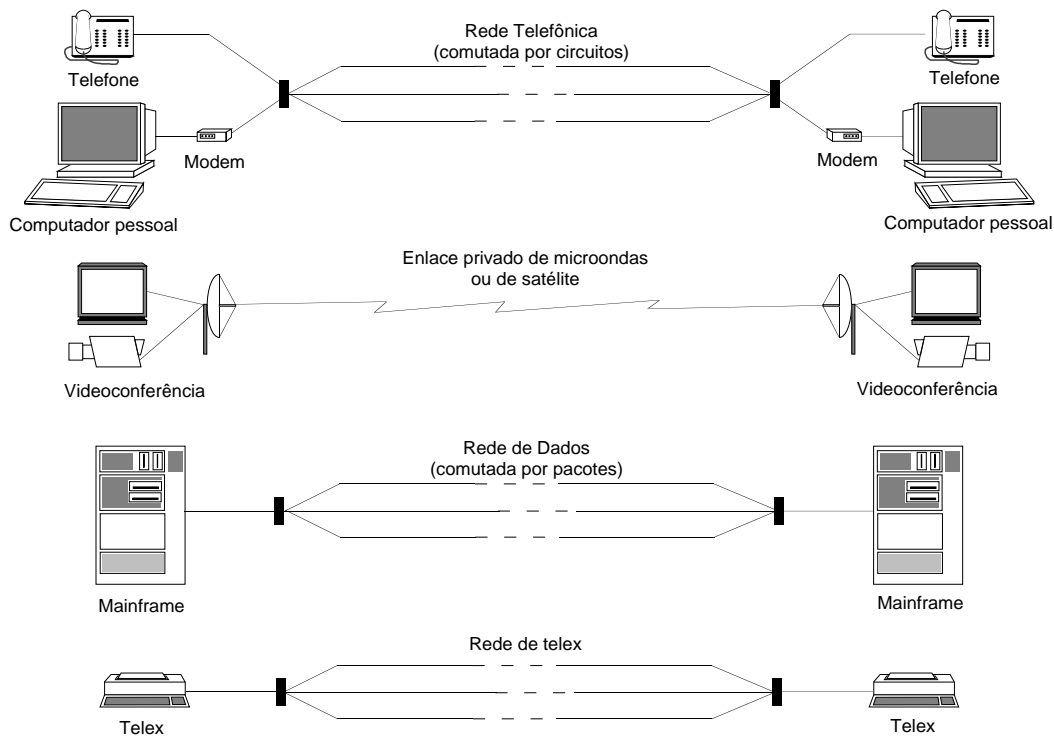 Rede Telefônica
(comutada por circuitos)
Telefone
Telefone
Modem
Modem
Computador pessoal
Computador pessoal
Enlace privado de microondas
ou de satélite
Videoconferência
Videoconferência
Rede de Dados
(comutada por pacotes)
Mainframe
Mainframe
Rede de telex
Telex
Telex